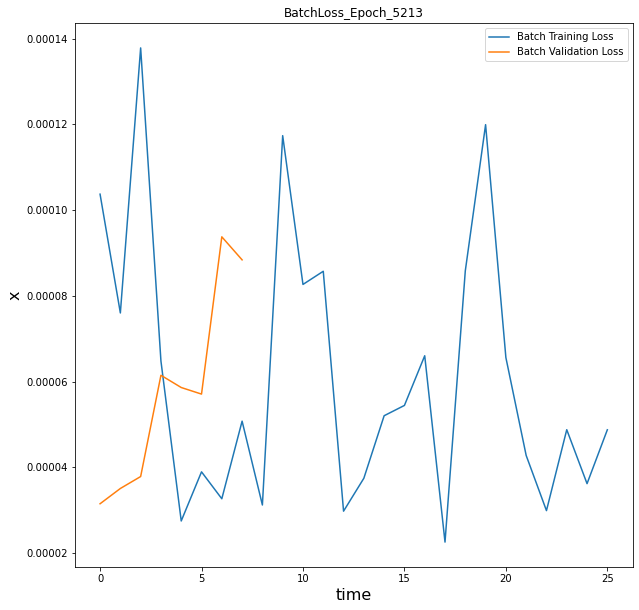 BatchLoss_Epoch_5213
Batch Training Loss
Batch Validation Loss
0.00014
0.00012
0.00010
0.00008
0.00006
0.00004
0.00002
x
0 5 10 15 20 25
time